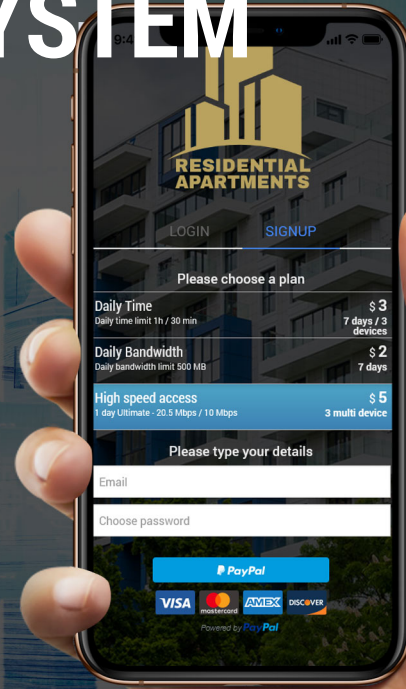 YSTEM
9:4
RESIDENTIAL
APARTMENTS
LOGIN SIGNUP
Please choose a plan
Daily Time $ 3
Daily time limit 1h / 30 min 7 days / 3
devices
Daily Bandwidth $ 2
Daily bandwidth limit 500 MB 7 days
High speed access $ 5
1 day Ultimate - 20.5 Mbps / 10 Mbps 3 multi device
Please type your details
Email
Choose password
PayPal
VISA mastercard AMEX DISCOVER
Powered by PayPal